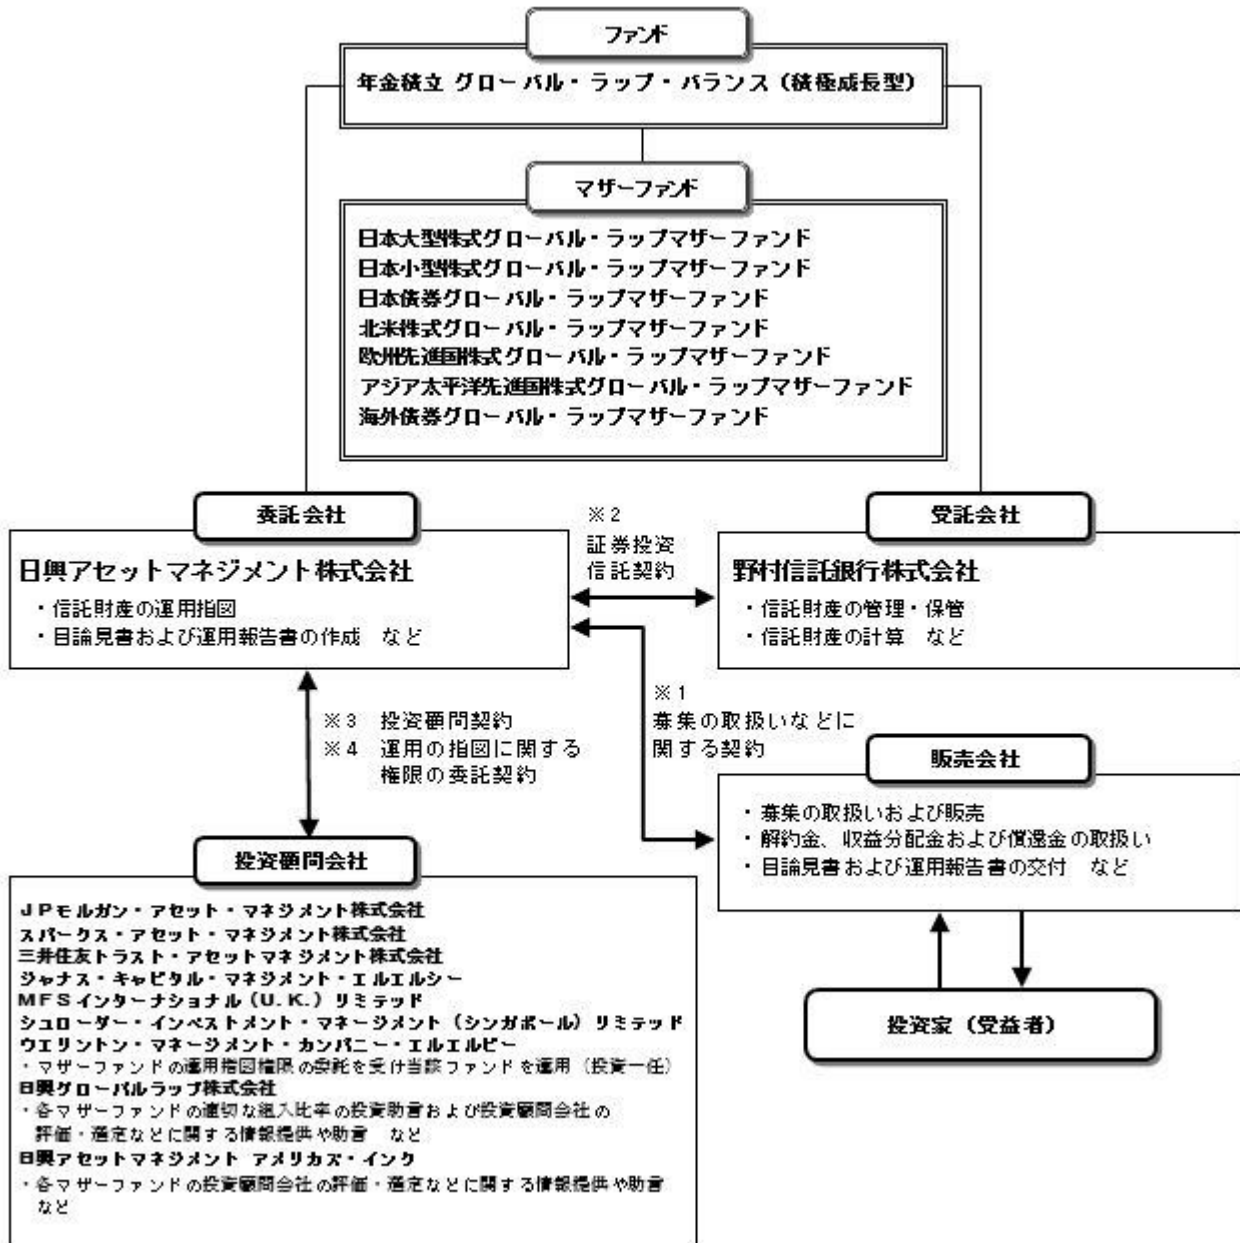 ファンド
年金積立 グローバル・ラップ・バランス（積極成長型）
マザーファンド
日本大型株式グローバル・ラップマザーファンド
日本小型株式グローバル・ラップマザーファンド
日本債券グローバル・ラップマザーファンド
北米株式グローバル・ラップマザーファンド
欧州先進国株式グローバル・ラップマザーファンド
アジア太平洋先進国株式グローバル・ラップマザーファンド
海外債券グローバル・ラップマザーファンド
委託会社
日興アセットマネジメント株式会社
・信託財産の運用指図
・目論見書および運用報告書の作成　など
※２
証券投資
信託契約
受託会社
野村信託銀行株式会社
・信託財産の管理・保管
・信託財産の計算　など
※３　投資顧問契約
※４　運用の指図に関する
権限の委託契約
※１
募集の取扱いなどに
関する契約
販売会社
・募集の取扱いおよび販売
・解約金、収益分配金および償還金の取扱い
・目論見書および運用報告書の交付　など
投資顧問会社
ＪＰモルガン・アセット・マネジメント株式会社
スパークス・アセット・マネジメント株式会社
三井住友トラスト・アセットマネジメント株式会社
ジャナス・キャピタル・マネジメント・エルエルシー
ＭＦＳインターナショナル（Ｕ.Ｋ.）リミテッド
シュローダー・インベストメント・マネージメント（シンガポール）リミテッド
ウエリントン・マネージメント・カンパニー・エルエルピー
・マザーファンドの運用指図権限の委託を受け当該ファンドを運用（投資一任）
日興グローバルラップ株式会社
・各マザーファンドの適切な組入比率の投資助言および投資顧問会社の
評価・選定などに関する情報提供や助言　など
日興アセットマネジメント アメリカズ・インク
・各マザーファンドの投資顧問会社の評価・選定などに関する情報提供や助言
など
投資家（受益者）